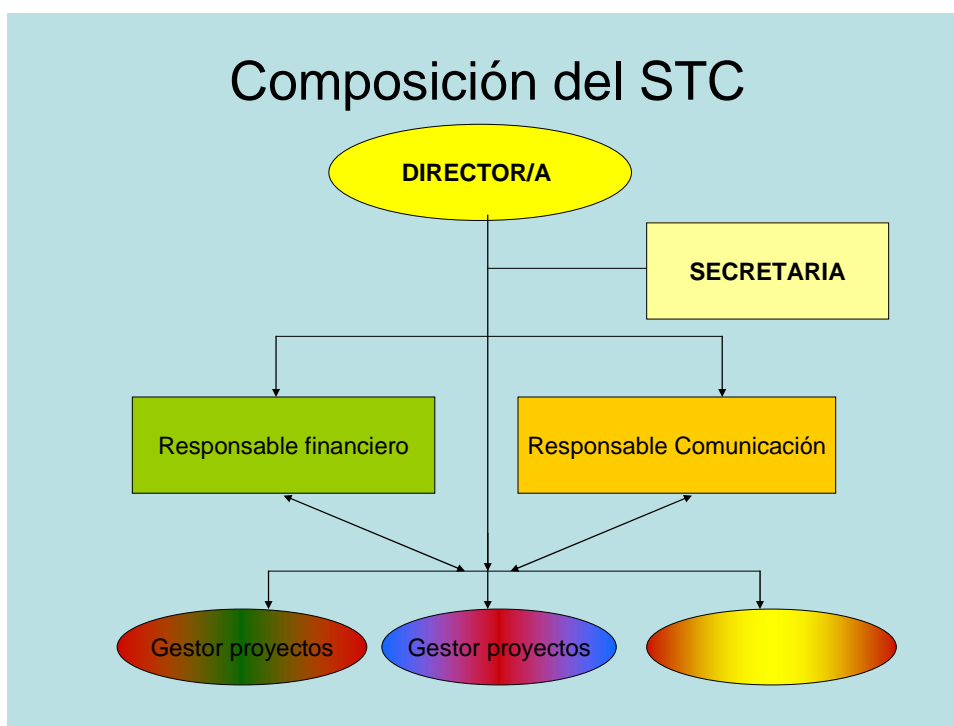 Composición del STC
DIRECTOR/A
SECRETARIA
Responsable financiero
Responsable Comunicación
Gestor proyectos
Gestor proyectos